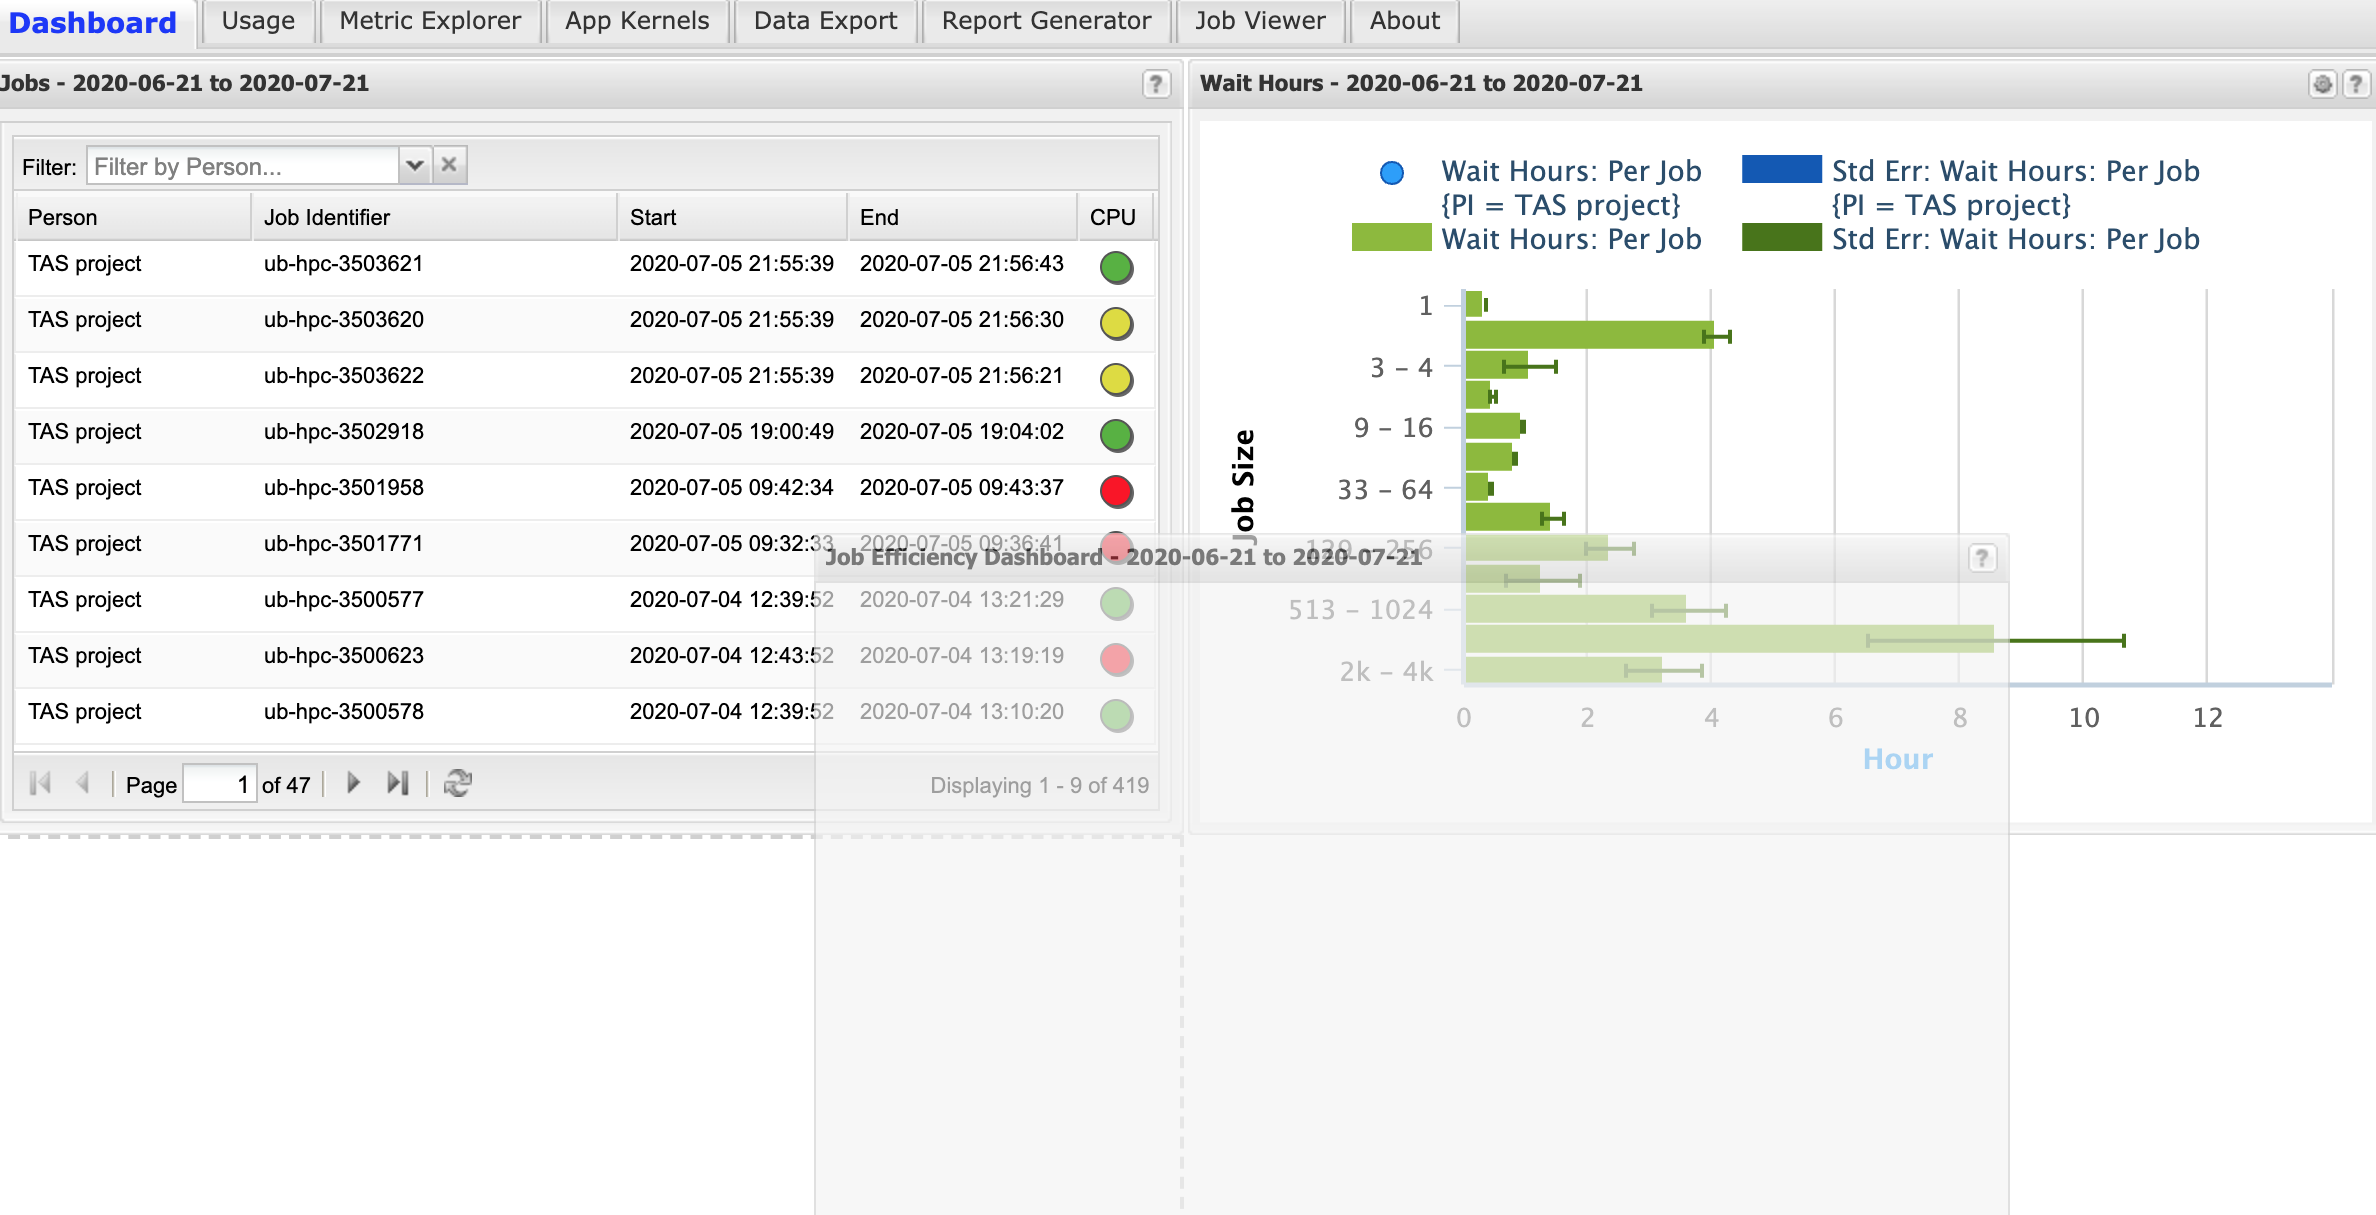 Dashboard Usage Metric Explorer App Kernels Data Export Report Generator Job Viewer About
Jobs - 2020-06-21 to 2020-07-21 ?
Filter: Filter by Person...
Person Job Identifier Start End CPU
TAS project ub-hpc-3503621 2020-07-05 21:55:39 2020-07-05 21:56:43
TAS project ub-hpc-3503620 2020-07-05 21:55:39 2020-07-05 21:56:30
TAS project ub-hpc-3503622 2020-07-05 21:55:39 2020-07-05 21:56:21
TAS project ub-hpc-3502918 2020-07-05 19:00:49 2020-07-05 19:04:02
TAS project ub-hpc-3501958 2020-07-05 09:42:34 2020-07-05 09:43:37
TAS project ub-hpc-3501771 2020-07-05 09:32:33 2020-07-05 09:36:41
TAS project ub-hpc-3500577 2020-07-04 12:39:52 2020-07-04 13:21:29
TAS project ub-hpc-3500623 2020-07-04 12:43:52 2020-07-04 13:19:19
TAS project ub-hpc-3500578 2020-07-04 12:39:52 2020-07-04 13:10:20
Page 1 of 47 Displaying 1 - 9 of 419
Wait Hours - 2020-06-21 to 2020-07-21 ?
Wait Hours: Per Job
{PI = TAS project}
Std Err: Wait Hours: Per Job
{PI = TAS project}
Wait Hours: Per Job
Std Err: Wait Hours: Per Job
Job Size
1
3 – 4
9 – 16
33 – 64
129 – 256
513 – 1024
2k – 4k
0 2 4 6 8 10 12
Hour
Job Efficiency Dashboard - 2020-06-21 to 2020-07-21 ?